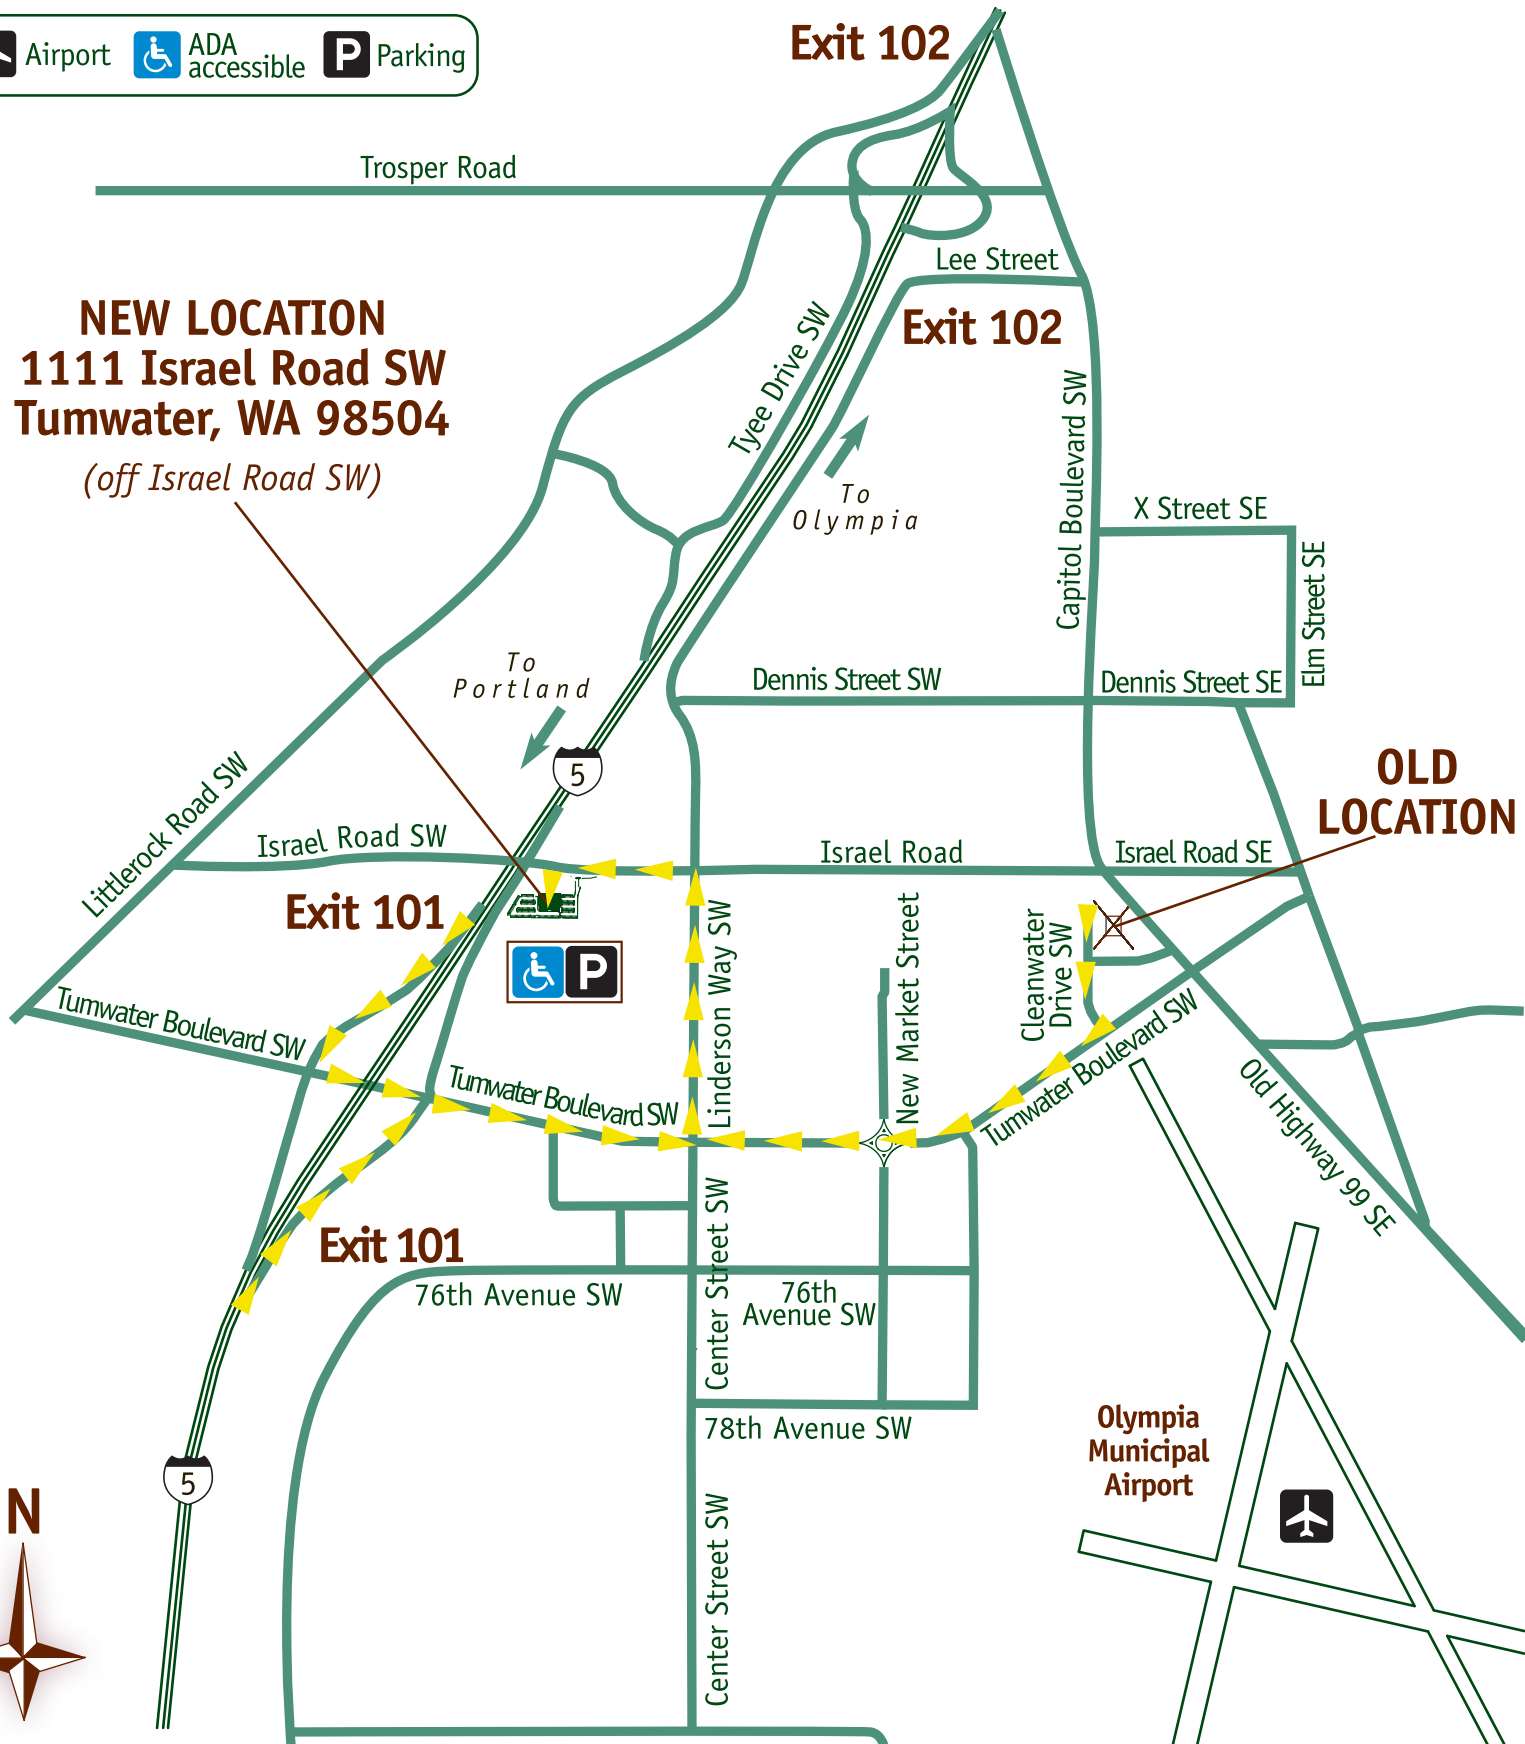 Airport
ADA
accessible
P
Parking
Exit 102
Trosper Road
Lee Street
Exit 102
NEW LOCATION
1111 Israel Road SW
Tumwater, WA 98504
(off Israel Road SW)
Tyee Drive SW
To
Olympia
Capitol Boulevard SW
X Street SE
Elm Street SE
To
Portland
Dennis Street SW
Dennis Street SE
5
OLD
LOCATION
Littlerock Road SW
Israel Road SW
Israel Road
Israel Road SE
Exit 101
P
Linderson Way SW
New Market Street
Cleanwater
Drive SW
Tumwater Boulevard SW
Tumwater Boulevard SW
Tumwater Boulevard SW
Old Highway 99 SE
Exit 101
76th Avenue SW
76th
Avenue SW
Center Street SW
78th Avenue SW
Olympia
Municipal
Airport
5
N
Center Street SW